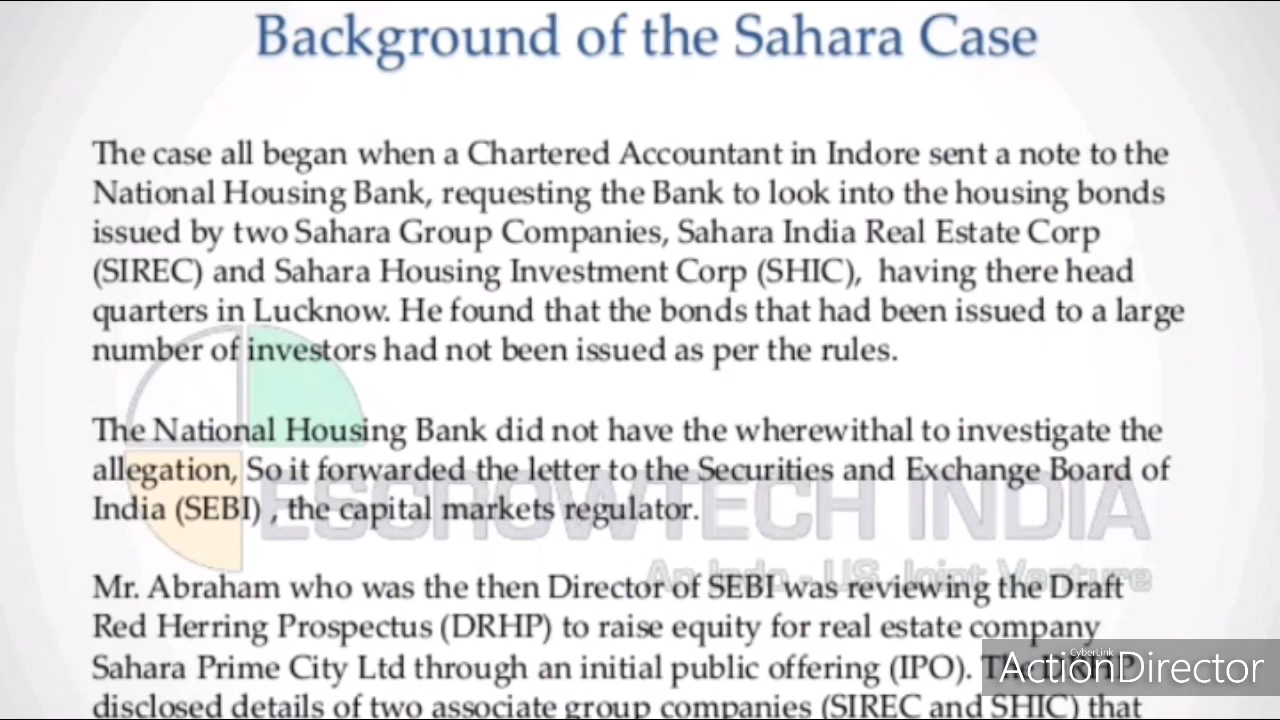 Background of the Sahara Case
The case all began when a Chartered Accountant in Indore sent a note to the
National Housing Bank, requesting the Bank to look into the housing bonds
issued by two Sahara Group Companies, Sahara India Real Estate Corp
(SIREC) and Sahara Housing Investment Corp (SHIC), having there head
quarters in Lucknow. He found that the bonds that had been issued to a large
number of investors had not been issued as per the rules.
The National Housing Bank did not have the wherewithal to investigate the
allegation, So it forwarded the letter to the Securities and Exchange Board of
India (SEBI) , the capital markets regulator.
ESCROWTECH INDIA
An Indo - US Joint Venture
Mr. Abraham who was the then Director of SEBI was reviewing the Draft
Red Herring Prospectus (DRHP) to raise equity for real estate company
Sahara Prime City Ltd through an initial public offering (IPO). The
disclosed details of two associate group companies (SIREC and SHIC) that
CyberLink
ActionDirector